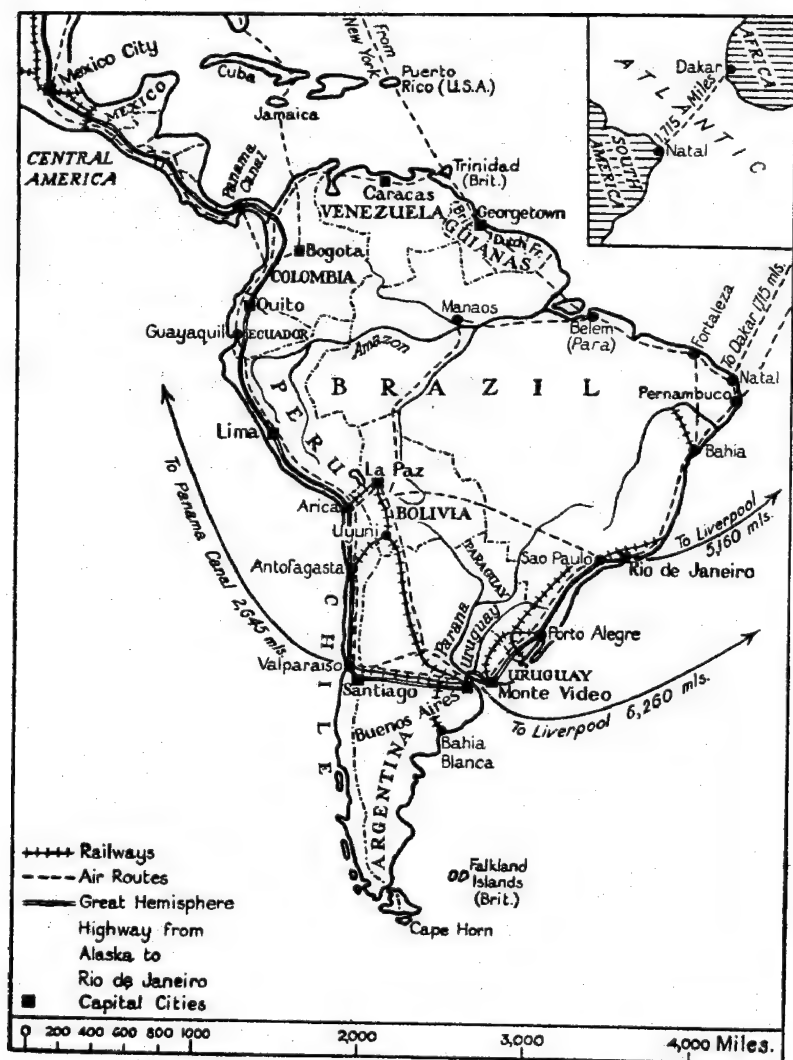 Mexico City
MEXICO
CENTRAL
AMERICA
Cuba
Jamaica
from
New York
Puerto
Rico (U.S.A.)
Panama
Canal
Trinidad
(Brit.)
Caracas
VENEZUELA
Georgetown
Brit.
Dutch
Fr.
GUIANAS
Bogota
COLOMBIA
Quito
Guayaquil
ECUADOR
Manaos
Amazon
Belem
(Para)
Fortaleza
To Dakar 1715 mls.
Natal
Pernambuco
BRAZIL
PERU
Lima
Bahia
La Paz
Arica
BOLIVIA
Uyuni
To Panama Canal 2,645 mls.
Antofagasta
PARAGUAY
Sao Paulo
Rio de Janeiro
To Liverpool
5,160 mls.
CHILE
Parana
Uruguay
Porto Alegre
Valparaiso
Santiago
URUGUAY
Monte Video
Buenos Aires
To Liverpool 6,260 mls.
Bahia
Blanca
ARGENTINA
Falkland
Islands
(Brit.)
Cape Horn
ATLANTIC
AFRICA
Dakar
1,715 Miles
Natal
SOUTH
AMERICA
Railways
Air Routes
Great Hemisphere
Highway from
Alaska to
Rio de Janeiro
Capital Cities
0 200 400 600 800 1000 2,000 3,000 4,000 Miles.